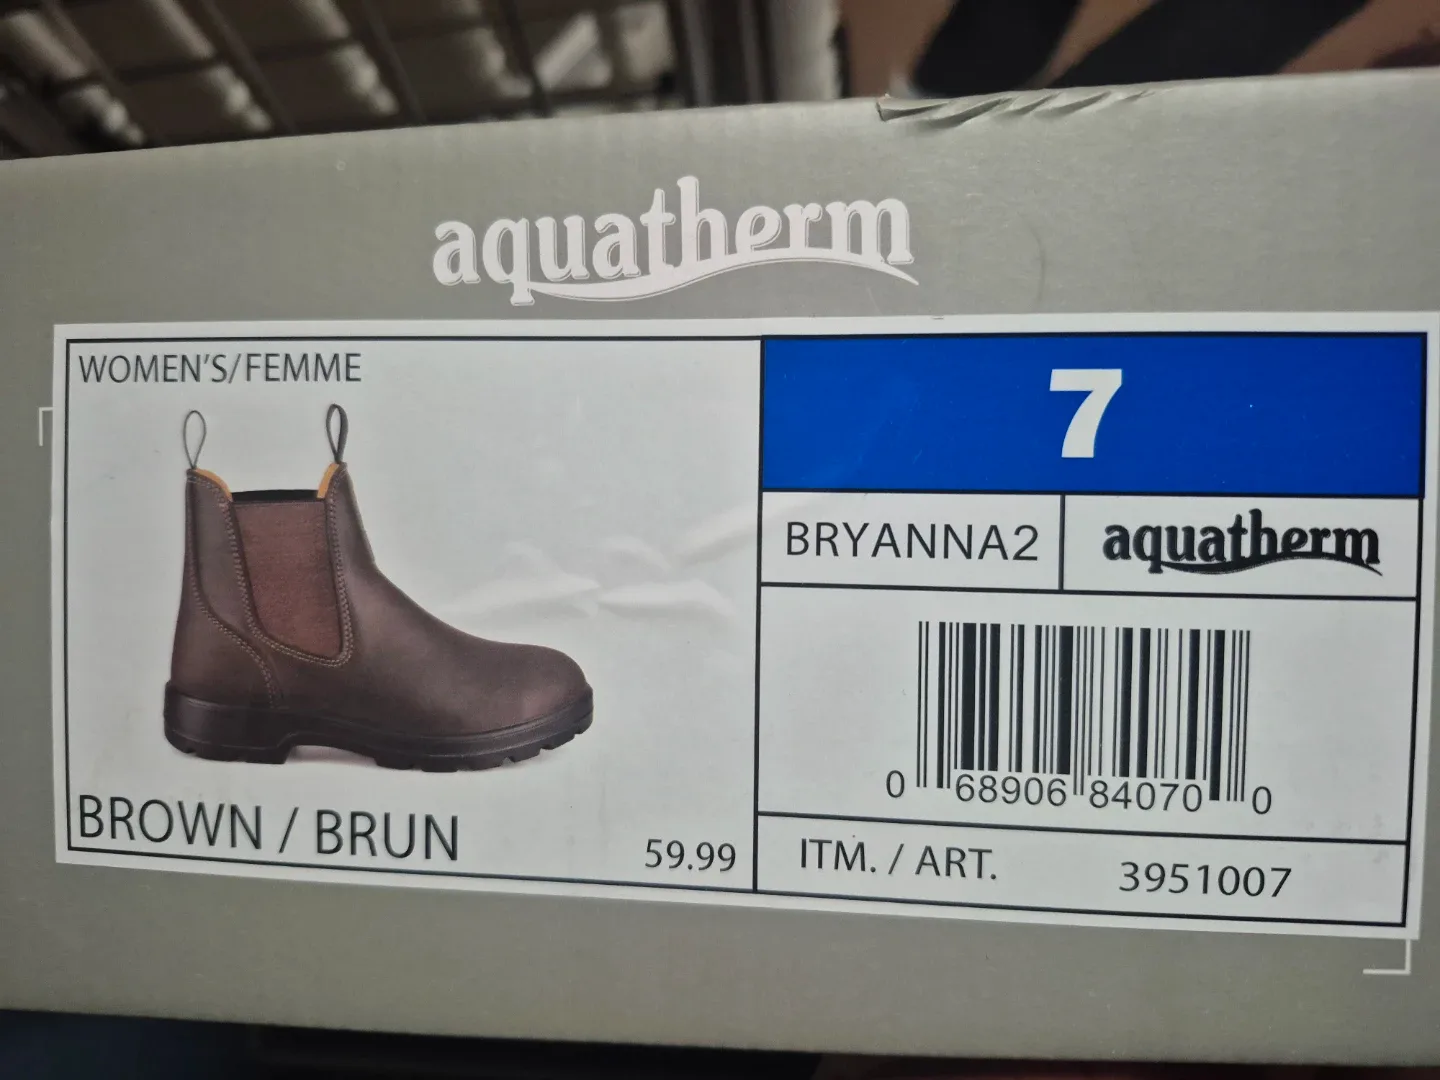 aquatherm
WOMEN'S/FEMME
BROWN / BRUN
59.99
7
BRYANNA2
aquatherm
0 68906 84070 0
ITM. / ART. 3951007